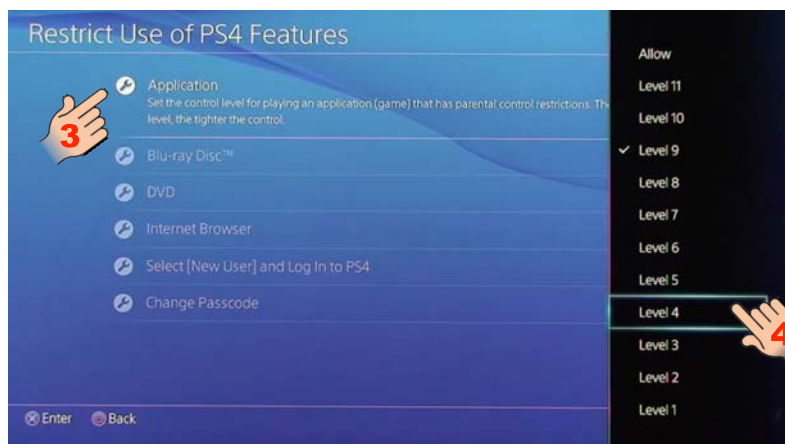 Restrict Use of PS4 Features
Application
Set the control level for playing an application (game) that has parental control restrictions. Th
level, the tighter the control.
Blu-ray Disc™
DVD
Internet Browser
Select [New User] and Log In to PS4
Change Passcode
Enter Back
Allow
Level 11
Level 10
Level 9
Level 8
Level 7
Level 6
Level 5
Level 4
Level 3
Level 2
Level 1
3
4